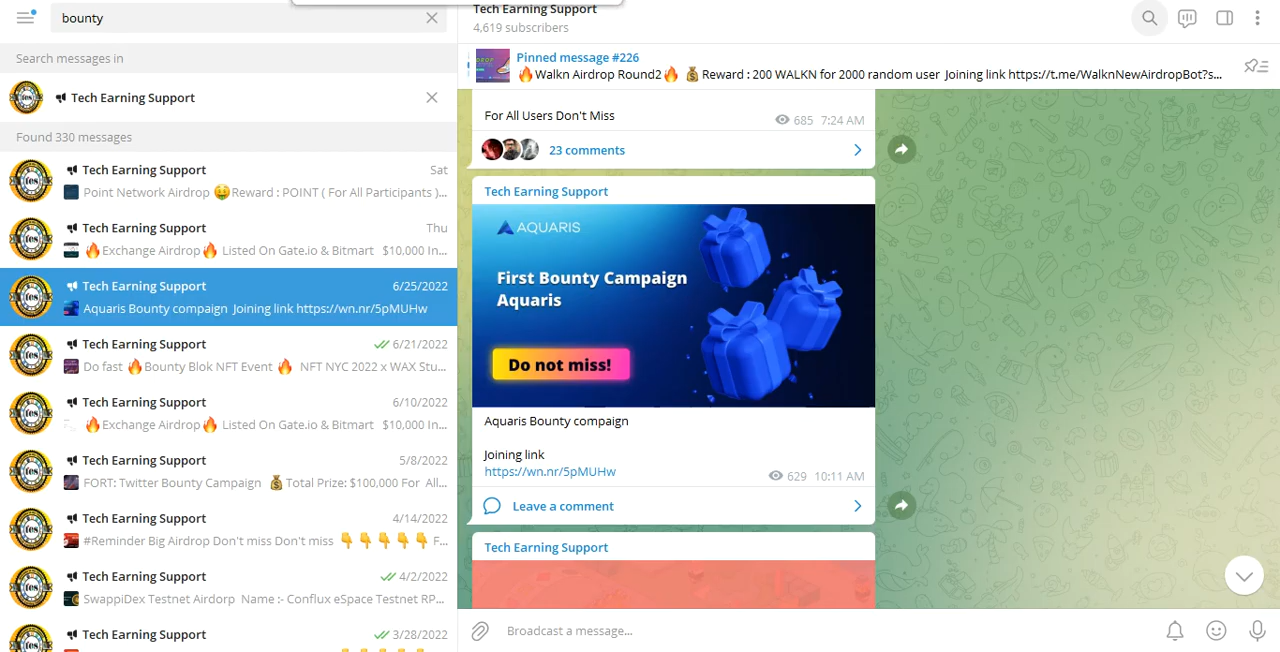 bounty
Search messages in
Tech Earning Support
Found 330 messages
Tech Earning Support Sat
Point Network Airdrop 🤑Reward : POINT ( For All Participants )...
Tech Earning Support Thu
🔥Exchange Airdrop🔥 Listed On Gate.io & Bitmart $10,000 In...
Tech Earning Support 6/25/2022
Aquaris Bounty compaign Joining link https://wn.nr/5pMUHw
Tech Earning Support 6/21/2022
Do fast 🔥Bounty Blok NFT Event 🔥 NFT NYC 2022 x WAX Stu...
Tech Earning Support 6/10/2022
🔥Exchange Airdrop🔥 Listed On Gate.io & Bitmart $10,000 In...
Tech Earning Support 5/8/2022
FORT: Twitter Bounty Campaign 💰Total Prize: $100,000 For All...
Tech Earning Support 4/14/2022
#Reminder Big Airdrop Don't miss Don't miss 👇👇👇👇👇 F...
Tech Earning Support 4/2/2022
SwappiDex Testnet Airdorp Name :- Conflux eSpace Testnet RP...
Tech Earning Support 3/28/2022
Tech Earning Support
4,619 subscribers
Pinned message #226
🔥Walkn Airdrop Round2🔥 💰Reward : 200 WALKN for 2000 random user Joining link https://t.me/WalknNewAirdropBot?s...
For All Users Don't Miss
685 7:24 AM
23 comments
Tech Earning Support
AQUARIS
First Bounty Campaign
Aquaris
Do not miss!
Aquaris Bounty compaign
Joining link
https://wn.nr/5pMUHw
629 10:11 AM
Leave a comment
Tech Earning Support
Broadcast a message...